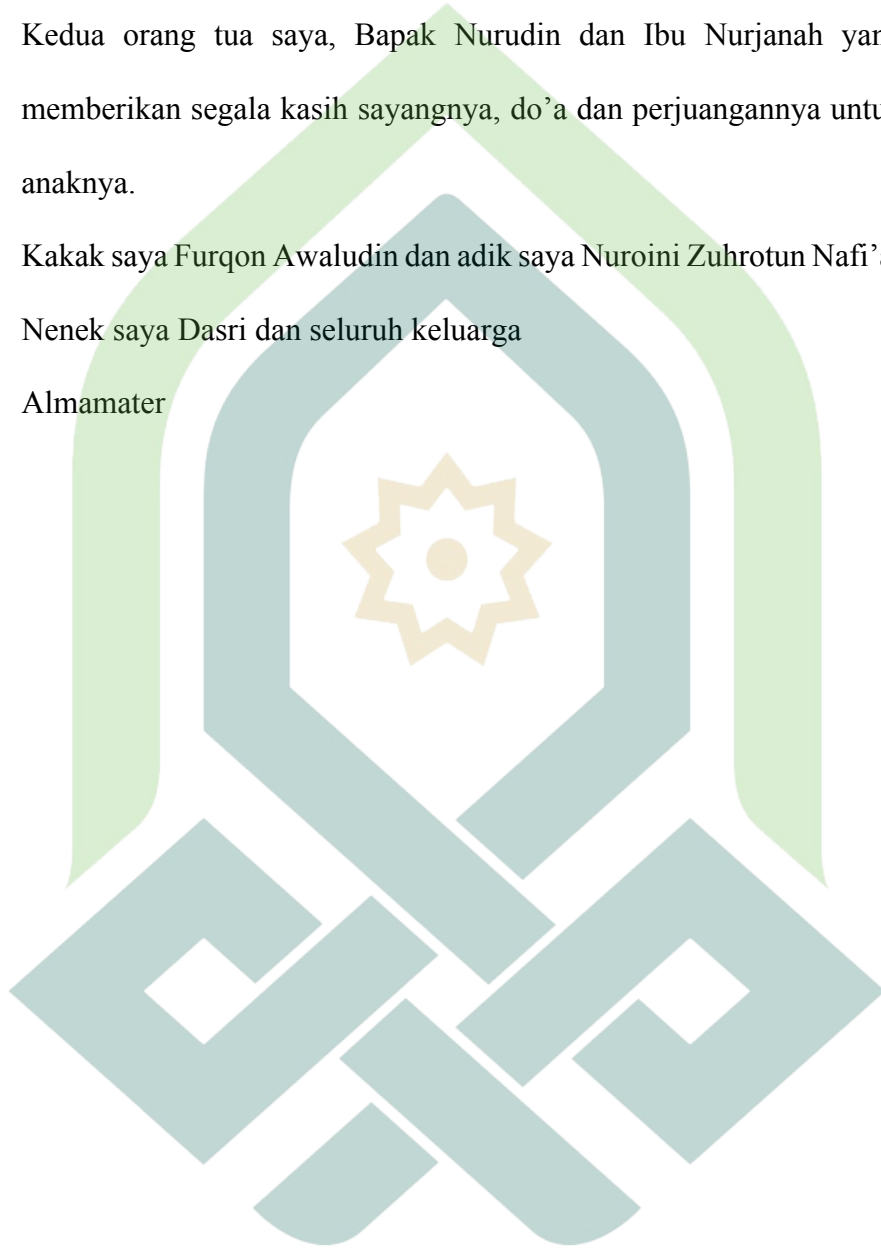 Kedua orang tua saya, Bapak Nurudin dan Ibu Nurjanah yan
memberikan segala kasih sayangnya, do’a dan perjuangannya untu
anaknya.
Kakak saya Furqon Awaludin dan adik saya Nuroini Zuhrotun Nafi’a
Nenek saya Dasri dan seluruh keluarga
Almamater